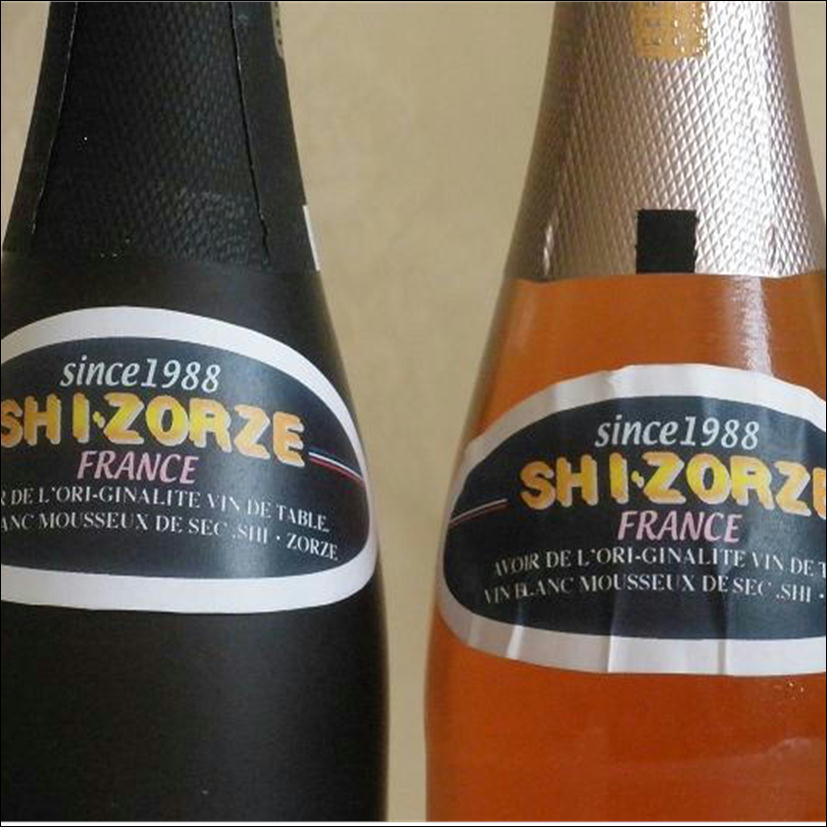 since1988
SHI·ZORZE
FRANCE
DE L'ORI-GINALITE VIN DE TABLE.
MOUSSEUX DE SEC .SHI · ZORZE
since1988
SHI·ZORZE
FRANCE
AVOIR DE L'ORI-GINALITE VIN DE
VIN BLANC MOUSSEUX DE SEC .SHI ·